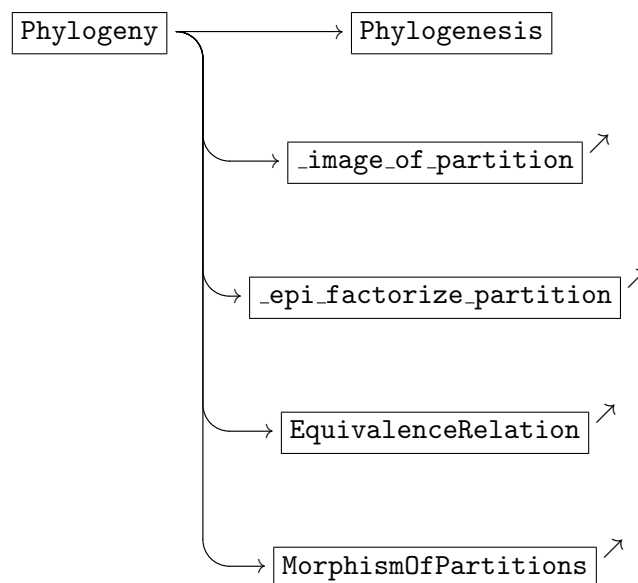 Phylogeny
Phylogenesis
_image_of_partition
_epi_factorize_partition
EquivalenceRelation
MorphismOfPartitions